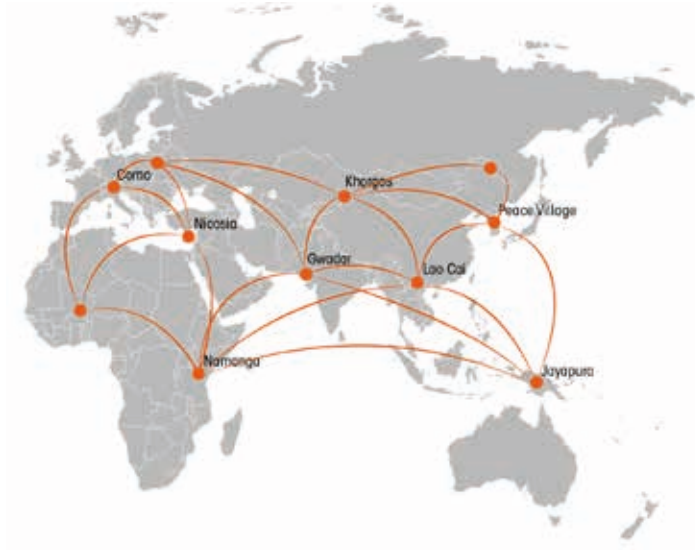 Como
Khorgos
Peace Village
Nicosia
Gwadar
Lao Cai
Namanga
Jayapura